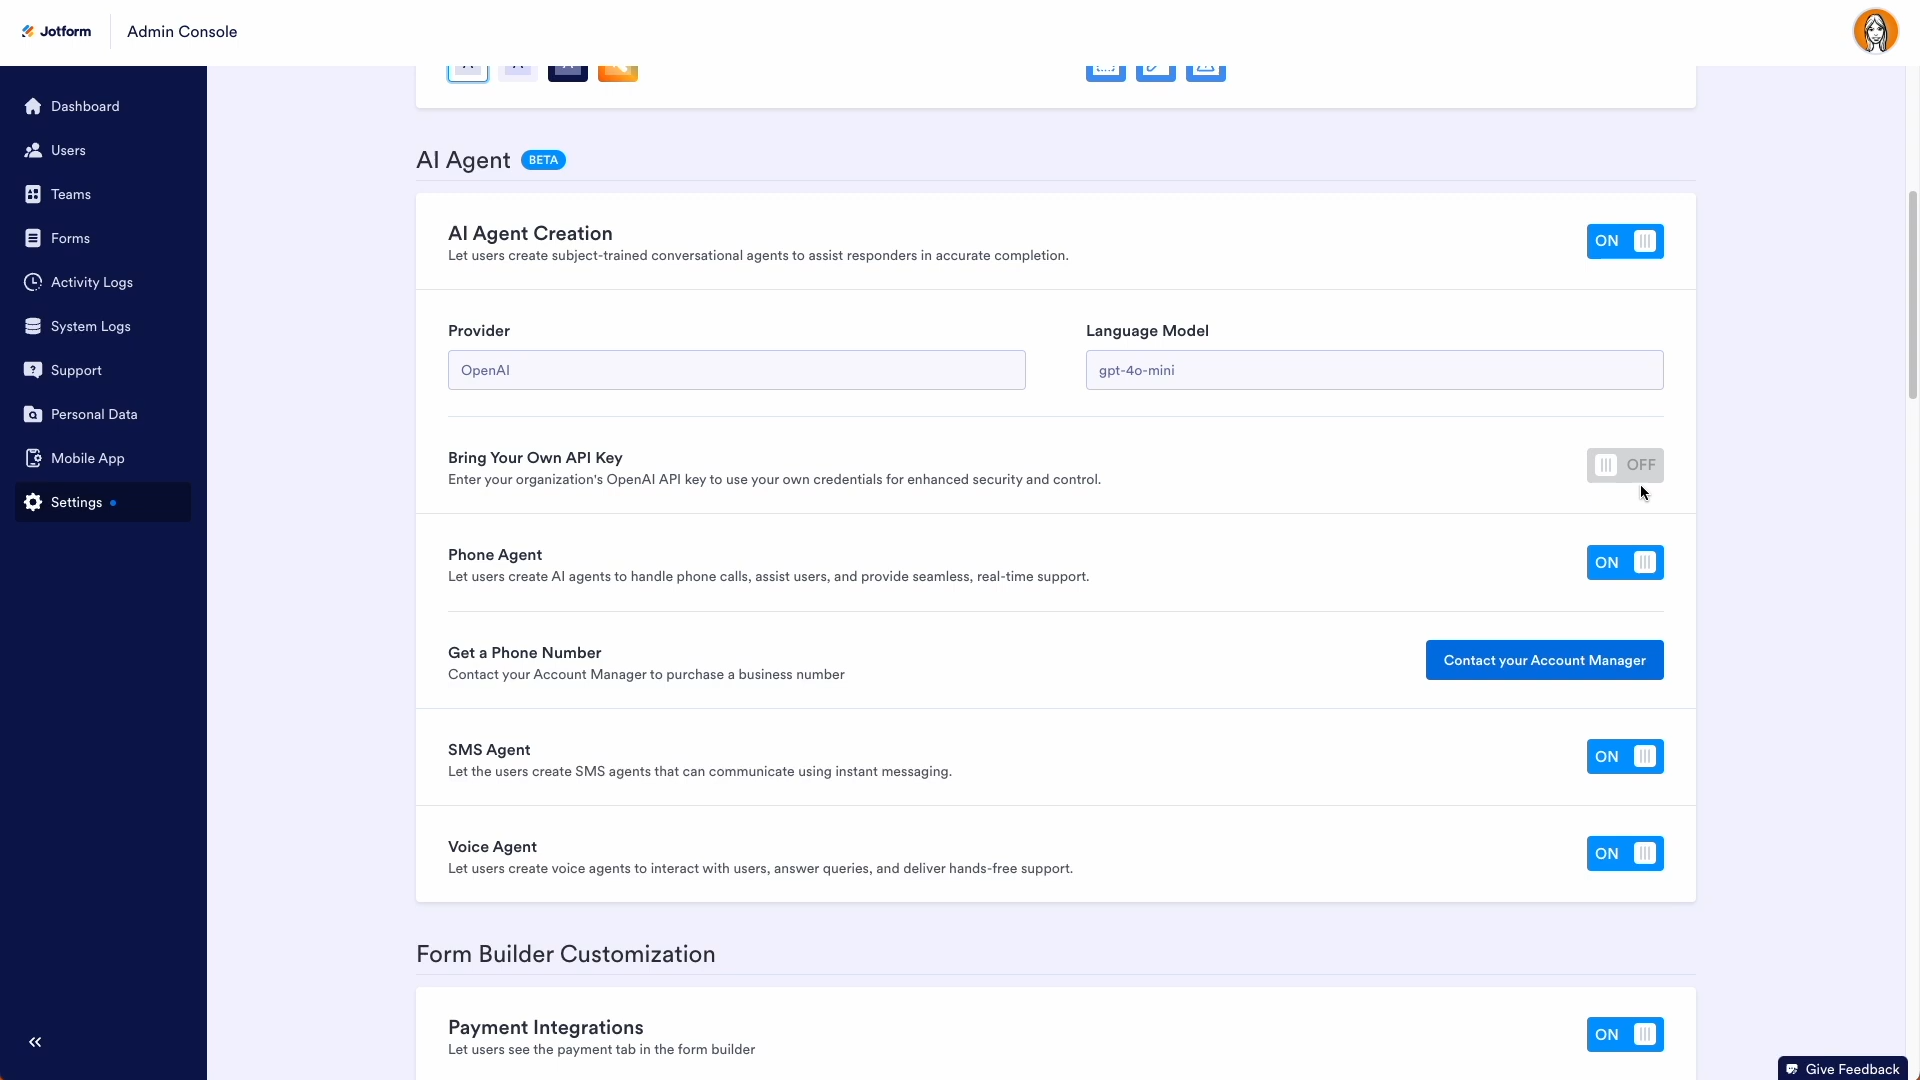 Jotform
Admin Console
Dashboard
Users
Teams
Forms
Activity Logs
System Logs
Support
Personal Data
Mobile App
Settings
AI Agent BETA
AI Agent Creation
Let users create subject-trained conversational agents to assist responders in accurate completion.
ON
Provider
OpenAI
Language Model
gpt-4o-mini
Bring Your Own API Key
Enter your organization's OpenAI API key to use your own credentials for enhanced security and control.
OFF
Phone Agent
Let users create AI agents to handle phone calls, assist users, and provide seamless, real-time support.
ON
Get a Phone Number
Contact your Account Manager to purchase a business number
Contact your Account Manager
SMS Agent
Let the users create SMS agents that can communicate using instant messaging.
ON
Voice Agent
Let users create voice agents to interact with users, answer queries, and deliver hands-free support.
ON
Form Builder Customization
Payment Integrations
Let users see the payment tab in the form builder
ON
Give Feedback